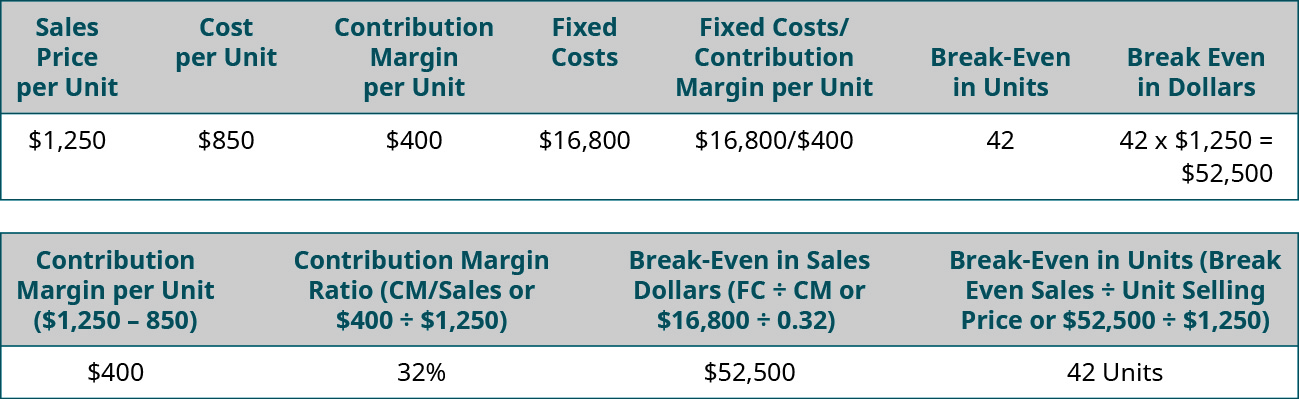 Sales
Price
per Unit
Cost
per Unit
Contribution
Margin
per Unit
Fixed
Costs
Fixed Costs/
Contribution
Margin per Unit
Break-Even
in Units
Break Even
in Dollars
$1,250
$850
$400
$16,800
$16,800/$400
42
42 x $1,250 =
$52,500
Contribution
Margin per Unit
($1,250 – 850)
Contribution Margin
Ratio (CM/Sales or
$400 ÷ $1,250)
Break-Even in Sales
Dollars (FC ÷ CM or
$16,800 ÷ 0.32)
Break-Even in Units (Break
Even Sales ÷ Unit Selling
Price or $52,500 ÷ $1,250)
$400
32%
$52,500
42 Units